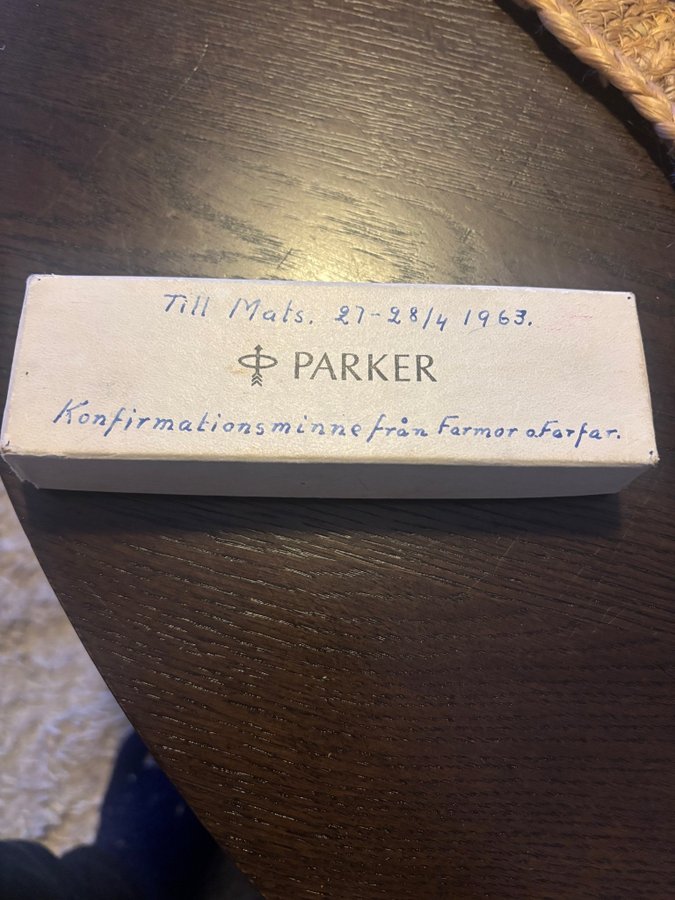 Till Mats. 27-28/4 1963.
PARKER
Konfirmationsminne från Farmor o Farfar.